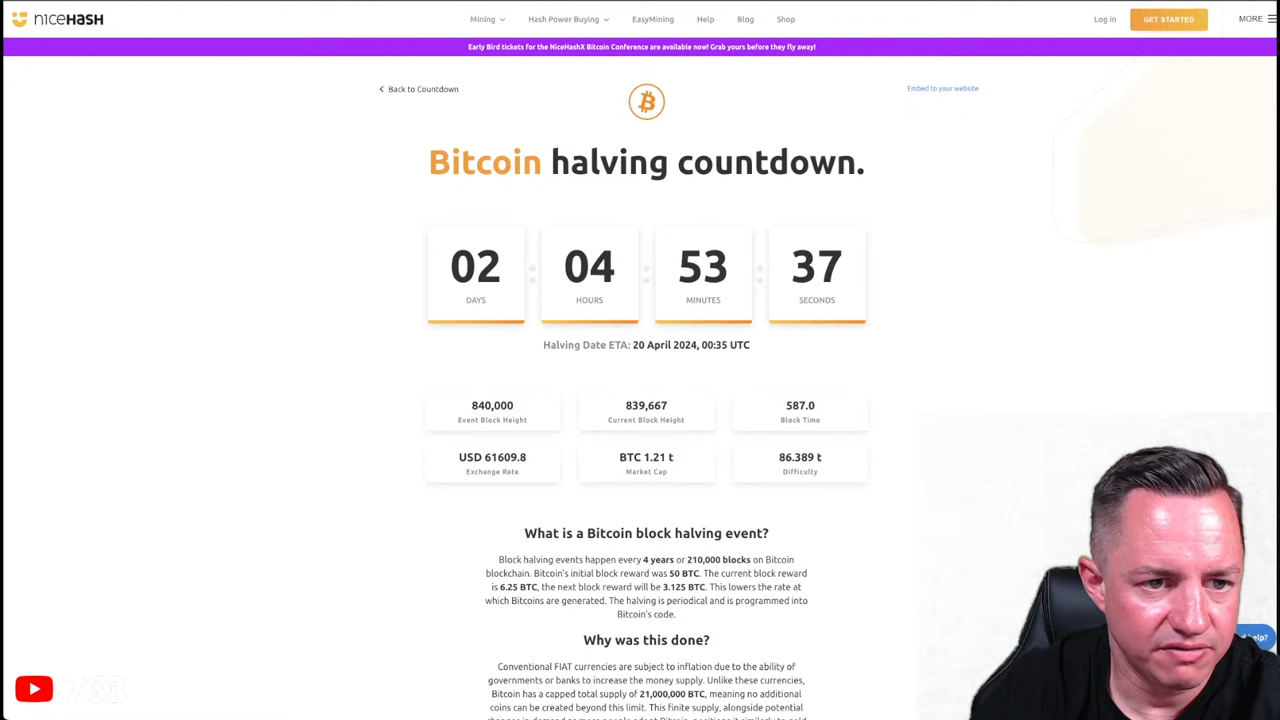 nıceHASH
Mining
Hash Power Buying
EasyMining
Help
Blog
Shop
Log in
GET STARTED
MORE
Early Bird tickets for the NiceHashX Bitcoin Conference are available now! Grab yours before they fly away!
Back to Countdown
Embed to your website
Bitcoin halving countdown.
02 : 04 : 53 : 37
DAYS HOURS MINUTES SECONDS
Halving Date ETA: 20 April 2024, 00:35 UTC
840,000
Event Block Height
839,667
Current Block Height
587.0
Block Time
USD 61609.8
Exchange Rate
BTC 1.21 t
Market Cap
86.389 t
Difficulty
What is a Bitcoin block halving event?
Block halving events happen every 4 years or 210,000 blocks on Bitcoin
blockchain. Bitcoin's initial block reward was 50 BTC. The current block reward
is 6.25 BTC, the next block reward will be 3.125 BTC. This lowers the rate at
which Bitcoins are generated. The halving is periodical and is programmed into
Bitcoin's code.
Why was this done?
Conventional FIAT currencies are subject to inflation due to the ability of
governments or banks to increase the money supply. Unlike these currencies,
Bitcoin has a capped total supply of 21,000,000 BTC, meaning no additional
coins can be created beyond this limit. This finite supply, alongside potential
help?